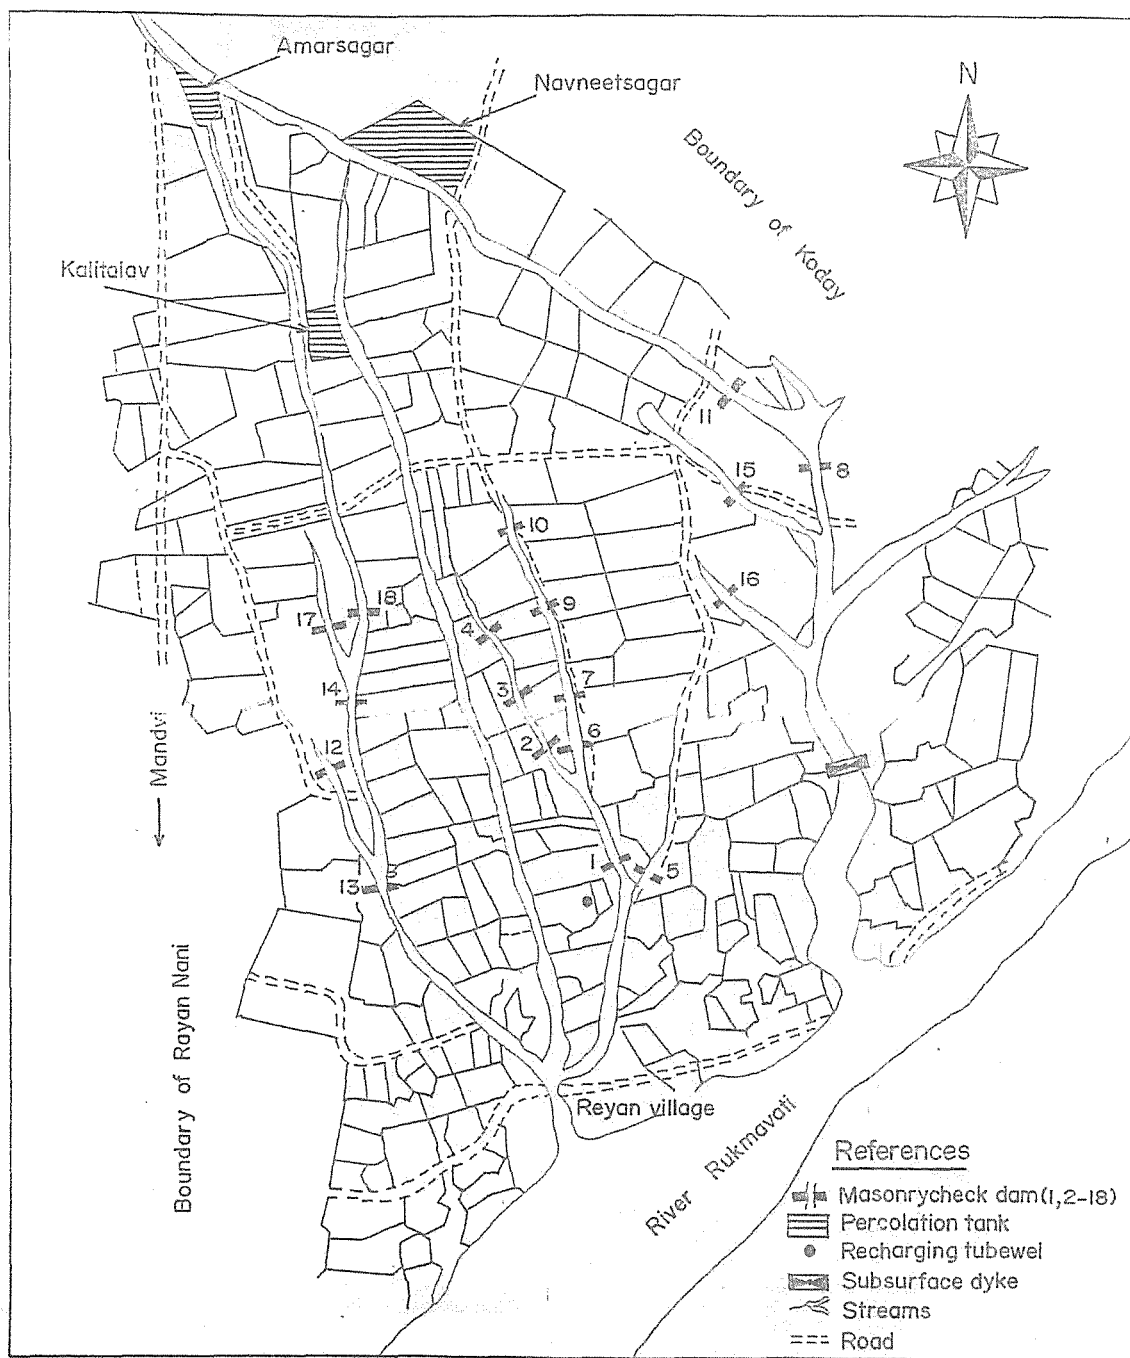 Amarsagar
Navneetsagar
N
Boundary of Koday
Kalitalav
11
15
8
10
16
9
18
17
4
7
3
14
6
2
12
1
5
13
Mandvi
Boundary of Rayan Nani
Reyan village
River Rukmavati
References
Masonrycheck dam(1,2-18)
Percolation tank
Recharging tubewel
Subsurface dyke
Streams
Road